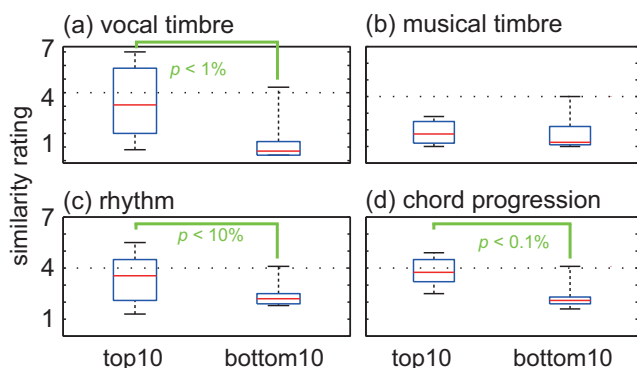 (a) vocal timbre
(b) musical timbre
7
4
1
p < 1%
similarity rating
(c) rhythm
(d) chord progression
7
4
1
p < 10%
p < 0.1%
top10
bottom10
top10
bottom10